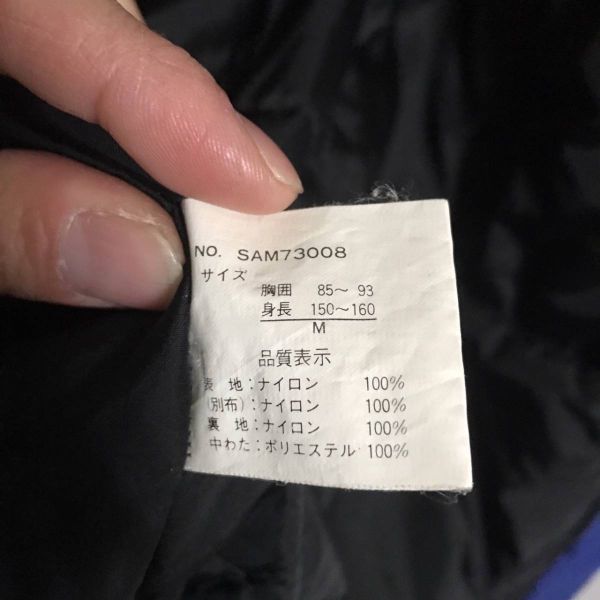 NO. SAM73008
サイズ
胸囲 85〜 93
身長 150〜160
M
品質表示
表 地:ナイロン 100%
(別布):ナイロン 100%
裏 地:ナイロン 100%
中わた:ポリエステル 100%